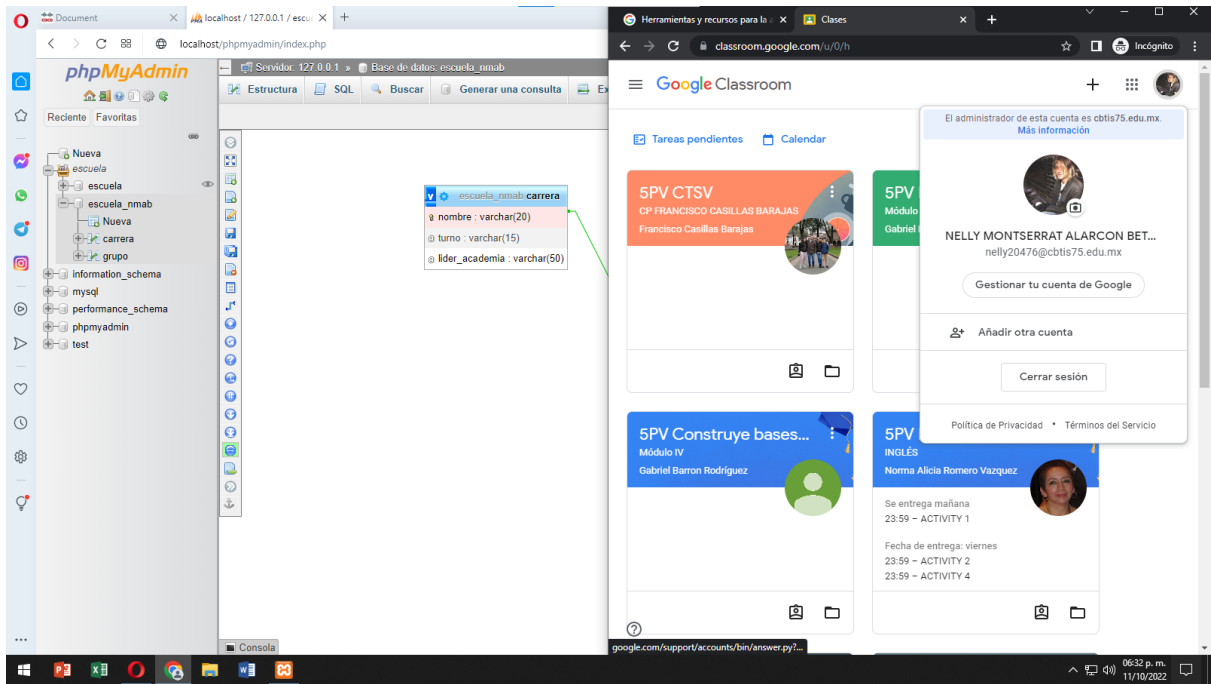 Document
localhost / 127.0.0.1 / escu
localhost/phpmyadmin/index.php
phpMyAdmin
Reciente Favoritas
Nueva
escuela
escuela
escuela_nmab
Nueva
carrera
grupo
information_schema
mysql
performance_schema
phpmyadmin
test
Servidor: 127.0.0.1 » Base de datos: escuela_nmab
Estructura SQL Buscar Generar una consulta Ex
escuela_nmab carrera
nombre : varchar(20)
turno : varchar(15)
lider_academia : varchar(50)
Consola
Herramientas y recursos para la
Clases
classroom.google.com/u/0/h
Incógnito
Google Classroom
Tareas pendientes Calendar
5PV CTSV
CP FRANCISCO CASILLAS BARAJAS
Francisco Casillas Barajas
5PV
Módulo
Gabriel
El administrador de esta cuenta es cbtis75.edu.mx.
Más información
NELLY MONTSERRAT ALARCON BET...
nelly20476@cbtis75.edu.mx
Gestionar tu cuenta de Google
Añadir otra cuenta
Cerrar sesión
Política de Privacidad • Términos del Servicio
5PV Construye bases...
Módulo IV
Gabriel Barron Rodríguez
5PV
INGLÉS
Norma Alicia Romero Vazquez
Se entrega mañana
23:59 – ACTIVITY 1
Fecha de entrega: viernes
23:59 – ACTIVITY 2
23:59 – ACTIVITY 4
google.com/support/accounts/bin/answer.py?...
06:32 p. m.
11/10/2022